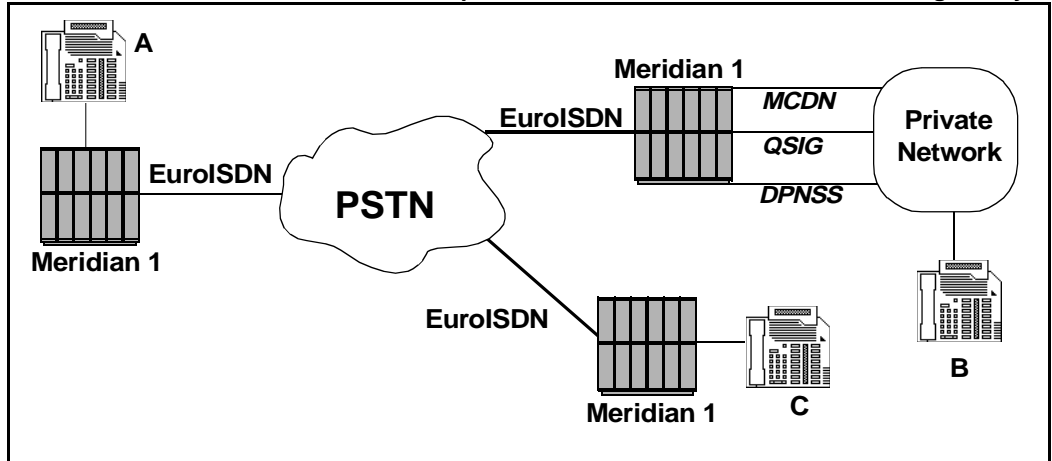 A
Meridian 1
EuroISDN
PSTN
EuroISDN
Meridian 1
MCDN
QSIG
DPNSS
Private
Network
B
EuroISDN
Meridian 1
C